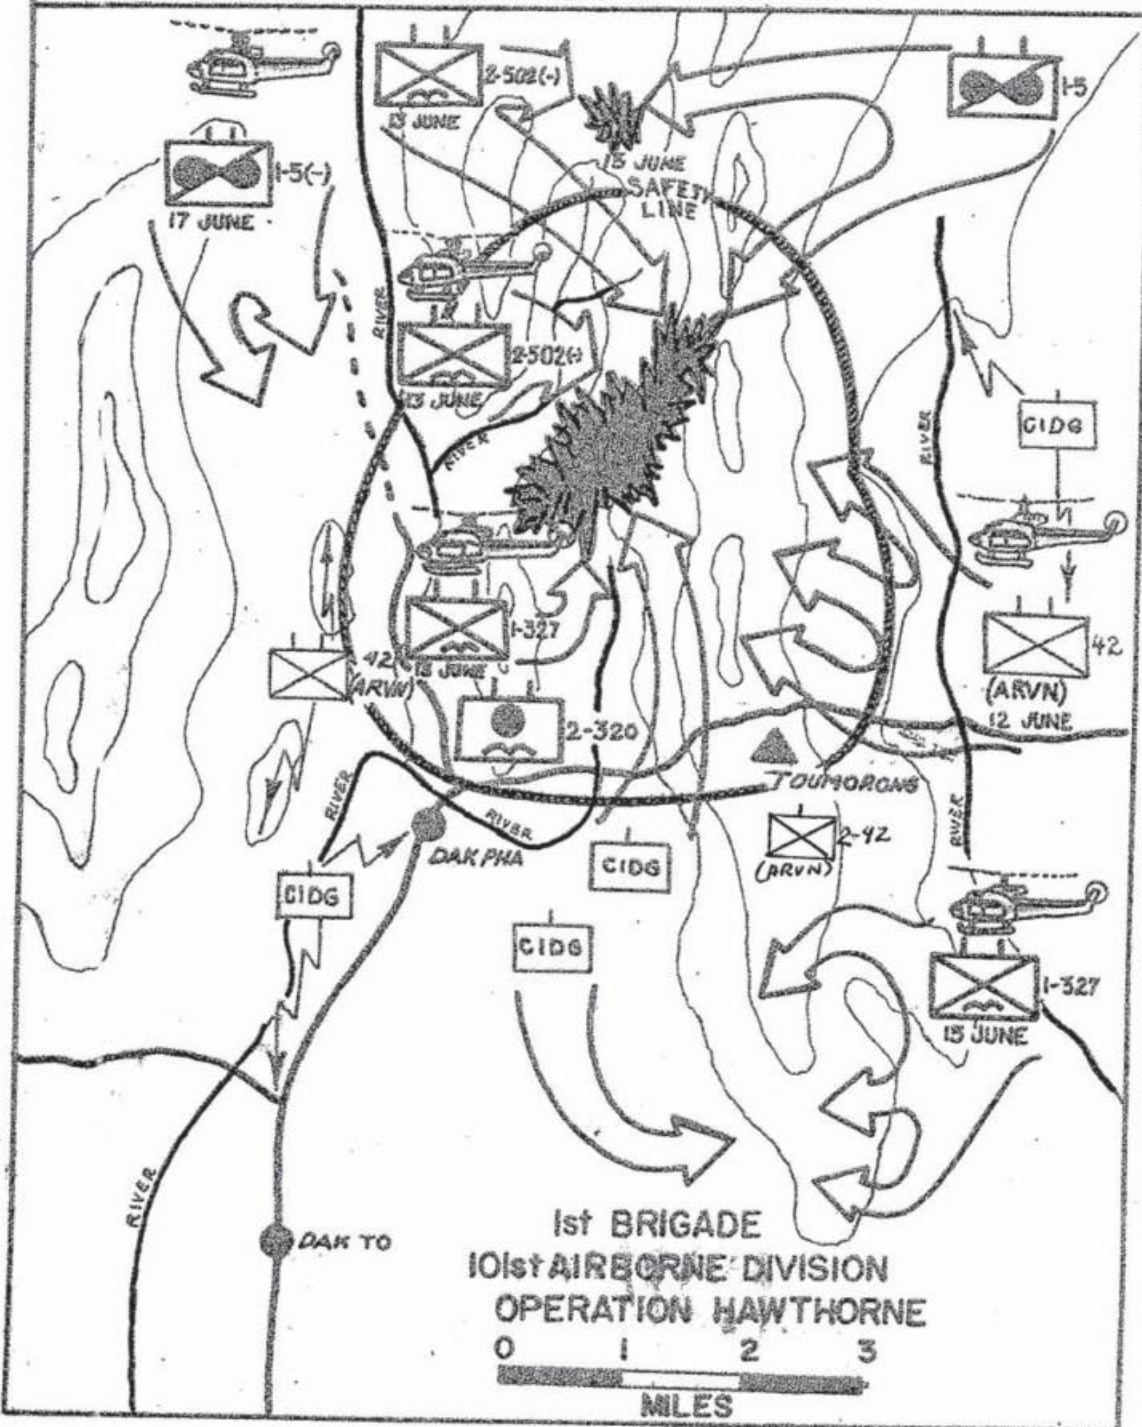 2-502(-)
13 JUNE
1-5
1-5(-)
17 JUNE
13 JUNE
SAFETY
LINE
RIVER
2-502(-)
13 JUNE
RIVER
RIVER
CIDG
1-327
13 JUNE
42
(ARVN)
42
(ARVN)
12 JUNE
2-320
TOUMORONG
RIVER
RIVER
RIVER
DAK PHA
CIDG
2-42
(ARVN)
CIDG
CIDG
1-327
15 JUNE
RIVER
DAK TO
1st BRIGADE
101st AIRBORNE DIVISION
OPERATION HAWTHORNE
0 1 2 3
MILES